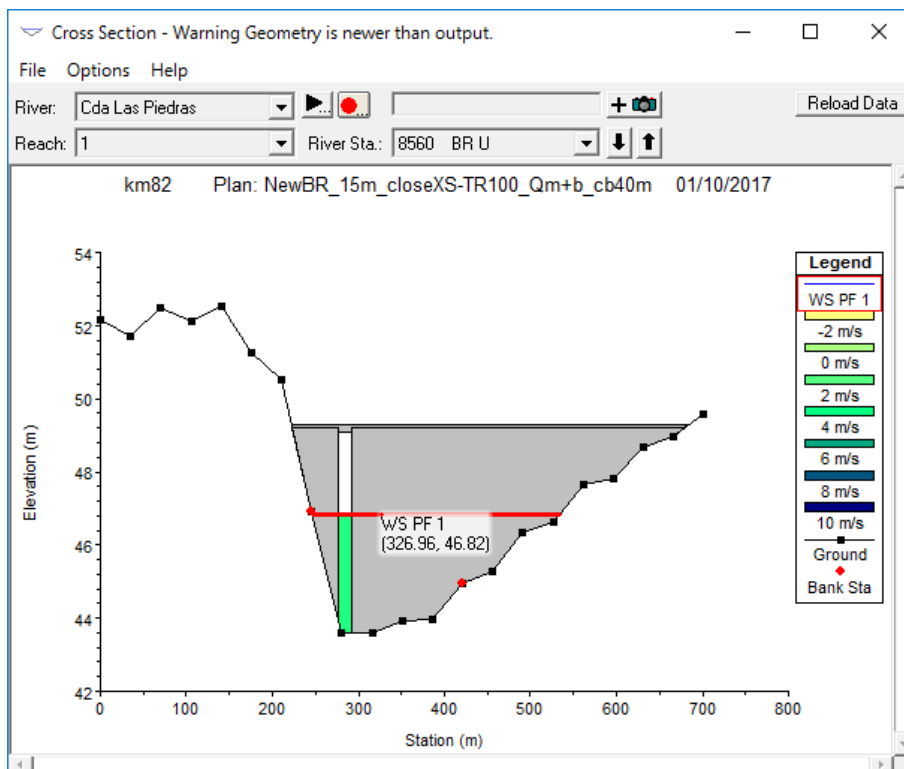 Cross Section - Warning Geometry is newer than output.
File Options Help
River: Cda Las Piedras
Reload Data
Reach: 1 River Sta.: 8560 BR U
km82 Plan: NewBR_15m_closeXS-TR100_Qm+b_cb40m 01/10/2017
54
52
50
48
46
44
42
Elevation (m)
WS PF 1
(326.96, 46.82)
0 100 200 300 400 500 600 700 800
Station (m)
Legend
WS PF 1
-2 m/s
0 m/s
2 m/s
4 m/s
6 m/s
8 m/s
10 m/s
Ground
Bank Sta